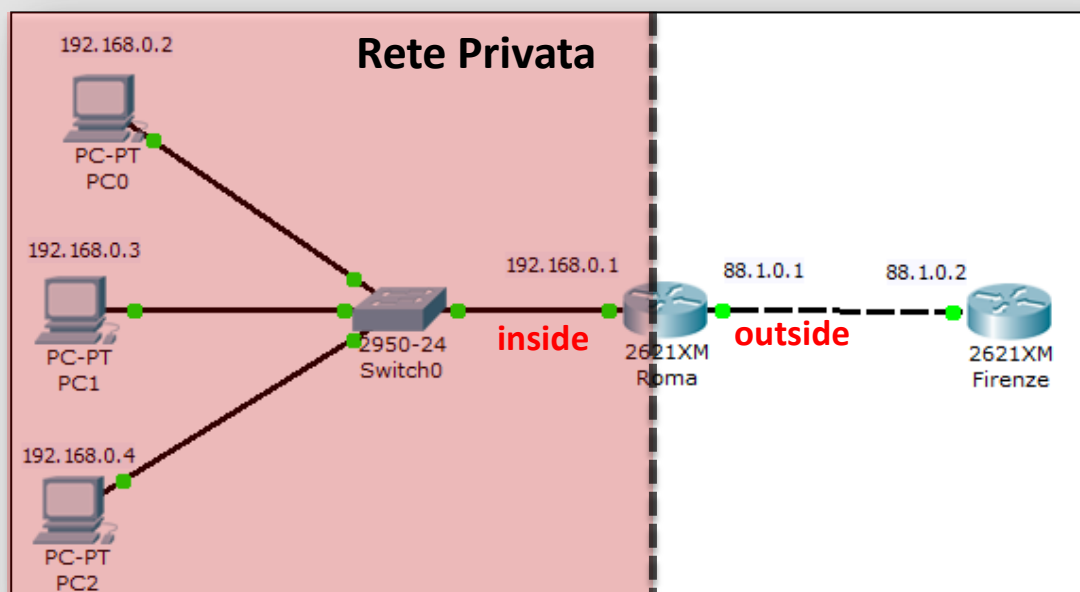 Rete Privata
192.168.0.2
PC-PT
PC0
192.168.0.3
PC-PT
PC1
192.168.0.4
PC-PT
PC2
2950-24
Switch0
192.168.0.1
inside
2621XM
Roma
88.1.0.1
outside
88.1.0.2
2621XM
Firenze